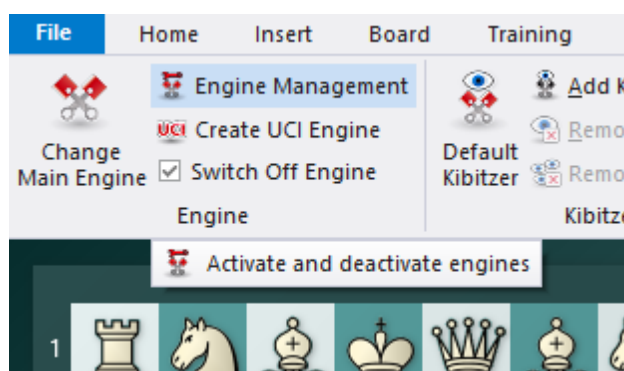 File Home Insert Board Training
Engine Management
UCI Create UCI Engine
Switch Off Engine
Change
Main Engine
Engine
Default
Kibitzer
Add
Activate and deactivate engines
1